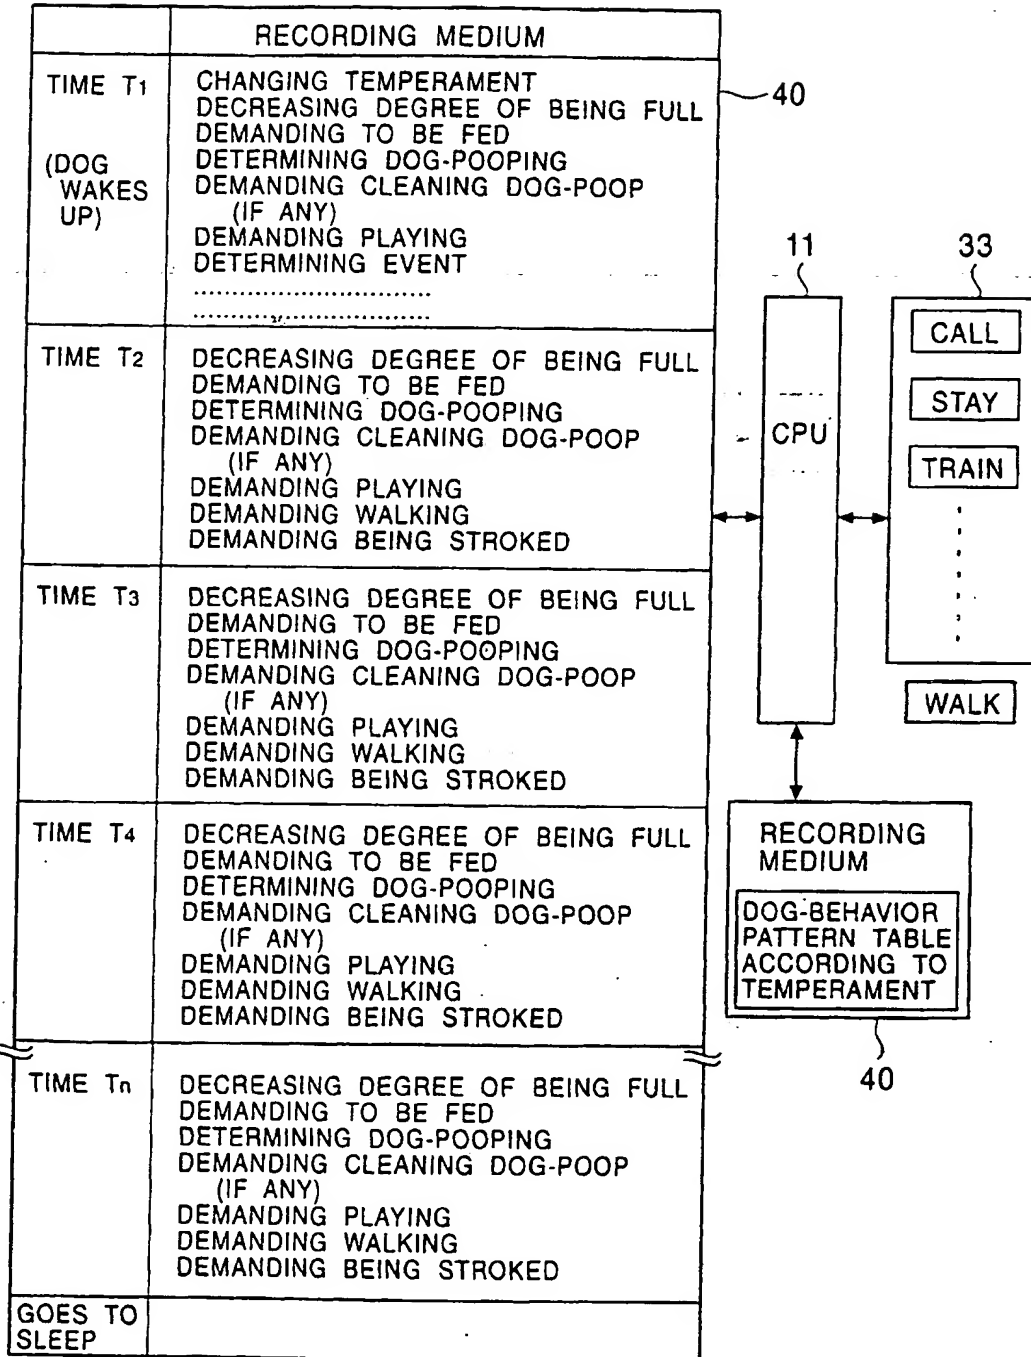 RECORDING MEDIUM
TIME T1
(DOG
WAKES
UP)
CHANGING TEMPERAMENT
DECREASING DEGREE OF BEING FULL
DEMANDING TO BE FED
DETERMINING DOG-POOPING
DEMANDING CLEANING DOG-POOP
(IF ANY)
DEMANDING PLAYING
DETERMINING EVENT
..............................
..............................
40
TIME T2
DECREASING DEGREE OF BEING FULL
DEMANDING TO BE FED
DETERMINING DOG-POOPING
DEMANDING CLEANING DOG-POOP
(IF ANY)
DEMANDING PLAYING
DEMANDING WALKING
DEMANDING BEING STROKED
TIME T3
DECREASING DEGREE OF BEING FULL
DEMANDING TO BE FED
DETERMINING DOG-POOPING
DEMANDING CLEANING DOG-POOP
(IF ANY)
DEMANDING PLAYING
DEMANDING WALKING
DEMANDING BEING STROKED
TIME T4
DECREASING DEGREE OF BEING FULL
DEMANDING TO BE FED
DETERMINING DOG-POOPING
DEMANDING CLEANING DOG-POOP
(IF ANY)
DEMANDING PLAYING
DEMANDING WALKING
DEMANDING BEING STROKED
TIME Tn
DECREASING DEGREE OF BEING FULL
DEMANDING TO BE FED
DETERMINING DOG-POOPING
DEMANDING CLEANING DOG-POOP
(IF ANY)
DEMANDING PLAYING
DEMANDING WALKING
DEMANDING BEING STROKED
GOES TO
SLEEP
11
CPU
33
CALL
STAY
TRAIN
WALK
RECORDING
MEDIUM
DOG-BEHAVIOR
PATTERN TABLE
ACCORDING TO
TEMPERAMENT
40